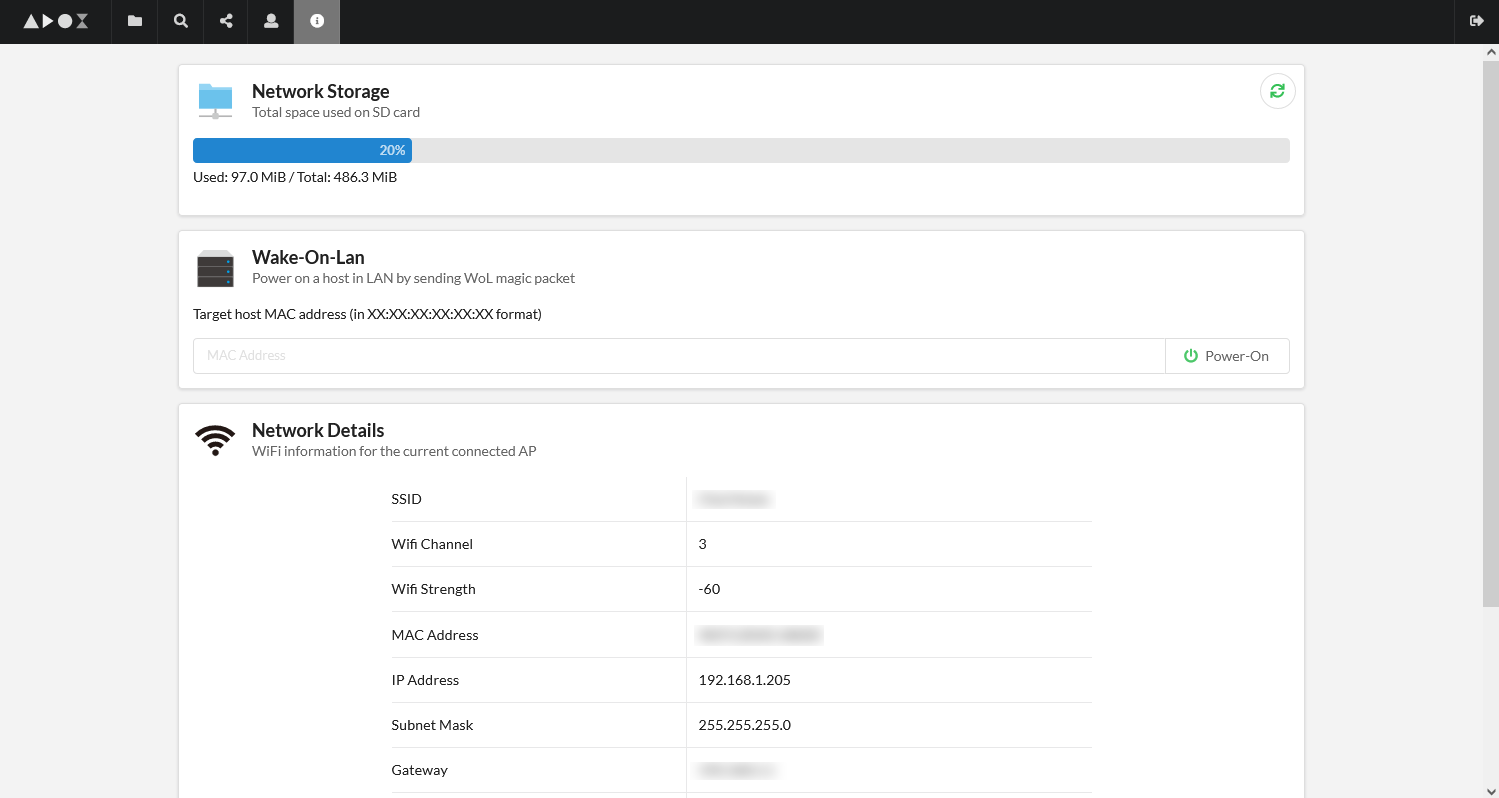 Network Storage
Total space used on SD card
20%
Used: 97.0 MiB / Total: 486.3 MiB
Wake-On-Lan
Power on a host in LAN by sending WoL magic packet
Target host MAC address (in XX:XX:XX:XX:XX:XX format)
MAC Address
Power-On
Network Details
WiFi information for the current connected AP
SSID
Wifi Channel 3
Wifi Strength -60
MAC Address
IP Address 192.168.1.205
Subnet Mask 255.255.255.0
Gateway